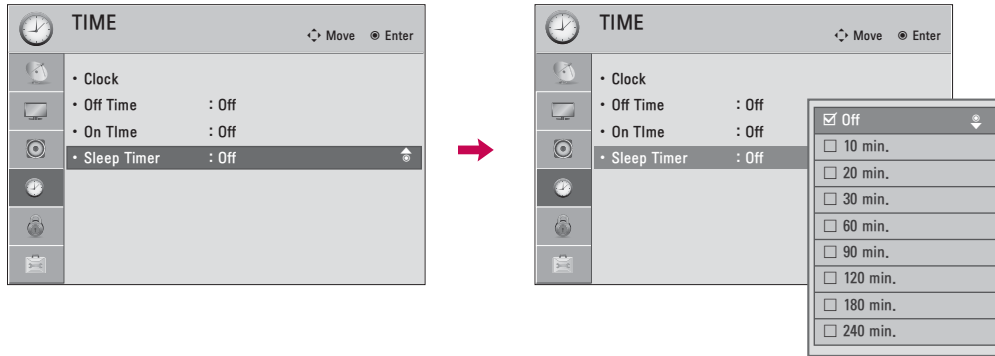 TIME
Move Enter
• Clock
• Off Time : Off
• On TIme : Off
• Sleep Timer : Off
TIME
Move Enter
• Clock
• Off Time : Off
• On TIme : Off
• Sleep Timer : Off
☑ Off
☐ 10 min.
☐ 20 min.
☐ 30 min.
☐ 60 min.
☐ 90 min.
☐ 120 min.
☐ 180 min.
☐ 240 min.